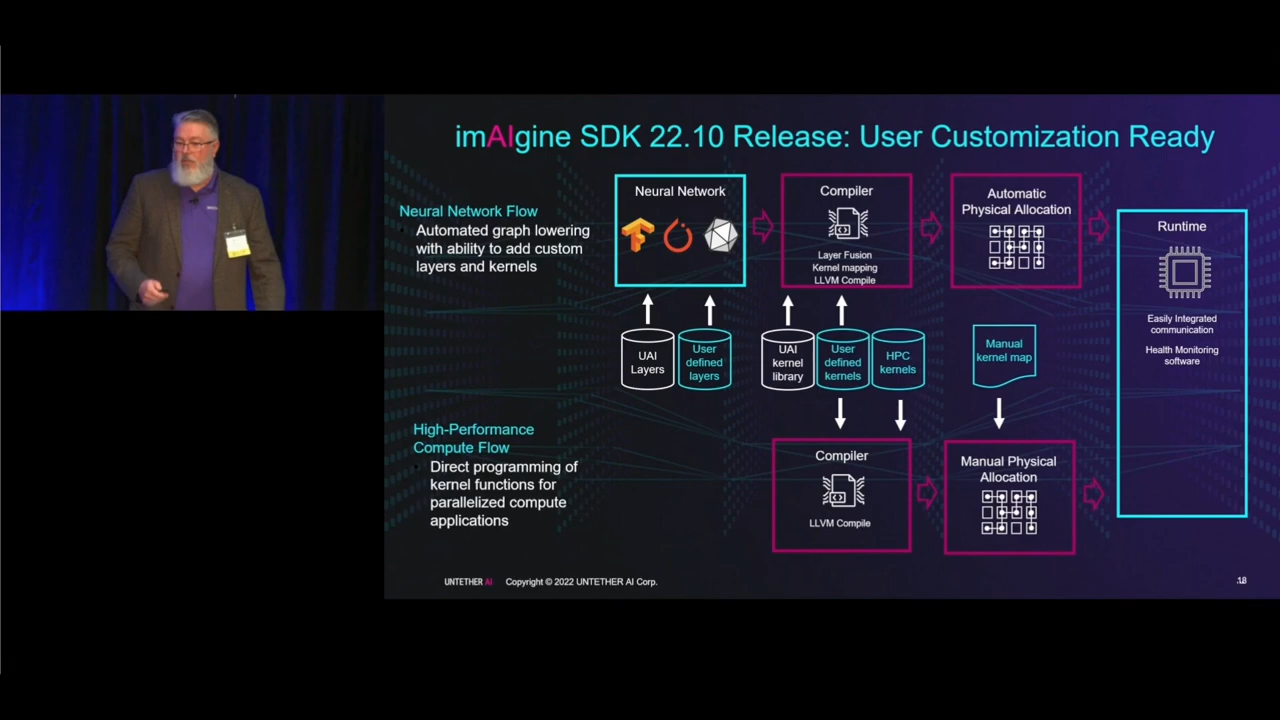 imAIgine SDK 22.10 Release: User Customization Ready
Neural Network Flow
Automated graph lowering
with ability to add custom
layers and kernels
Neural Network
Compiler
Layer Fusion
Kernel mapping
LLVM Compile
Automatic
Physical Allocation
Runtime
Easily Integrated
communication
Health Monitoring
software
UAI
Layers
User
defined
layers
UAI
kernel
library
User
defined
kernels
HPC
kernels
Manual
kernel map
High-Performance
Compute Flow
Direct programming of
kernel functions for
parallelized compute
applications
Compiler
LLVM Compile
Manual Physical
Allocation
UNTETHER AI
Copyright © 2022 UNTETHER AI Corp.
18